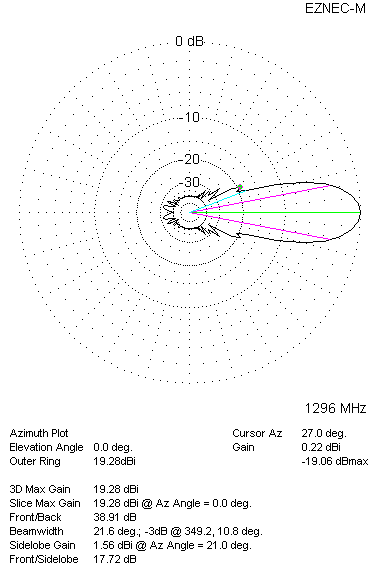 EZNEC-M
0 dB
-10
-20
-30
1296 MHz
Azimuth Plot Cursor Az 27.0 deg.
Elevation Angle 0.0 deg. Gain 0.22 dBi
Outer Ring 19.28dBi -19.06 dBmax
3D Max Gain 19.28 dBi
Slice Max Gain 19.28 dBi @ Az Angle = 0.0 deg.
Front/Back 38.91 dB
Beamwidth 21.6 deg.; -3dB @ 349.2, 10.8 deg.
Sidelobe Gain 1.56 dBi @ Az Angle = 21.0 deg.
Front/Sidelobe 17.72 dB